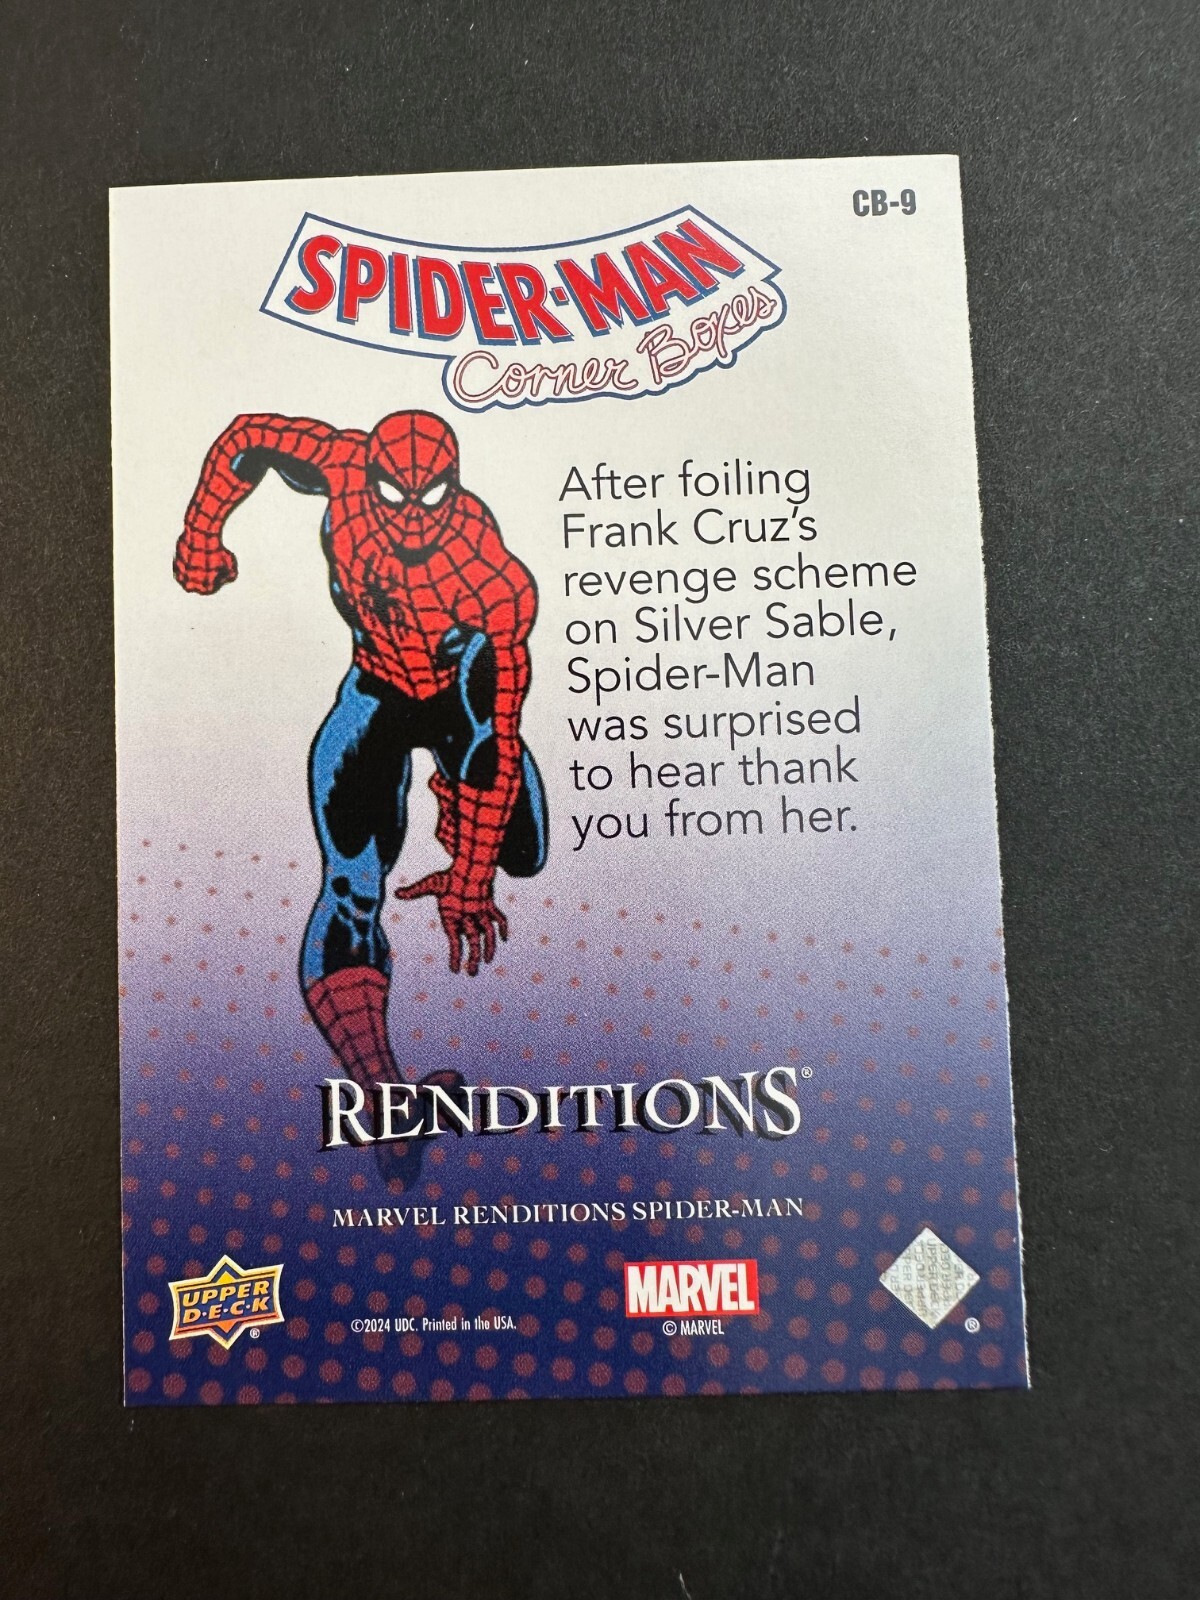 CB-9
SPIDER-MAN
Corner Boxes
After foiling
Frank Cruz's
revenge scheme
on Silver Sable,
Spider-Man
was surprised
to hear thank
you from her.
RENDITIONS®
MARVEL RENDITIONS SPIDER-MAN
UPPER
D·E·C·K
®
©2024 UDC. Printed in the USA.
MARVEL
© MARVEL
®